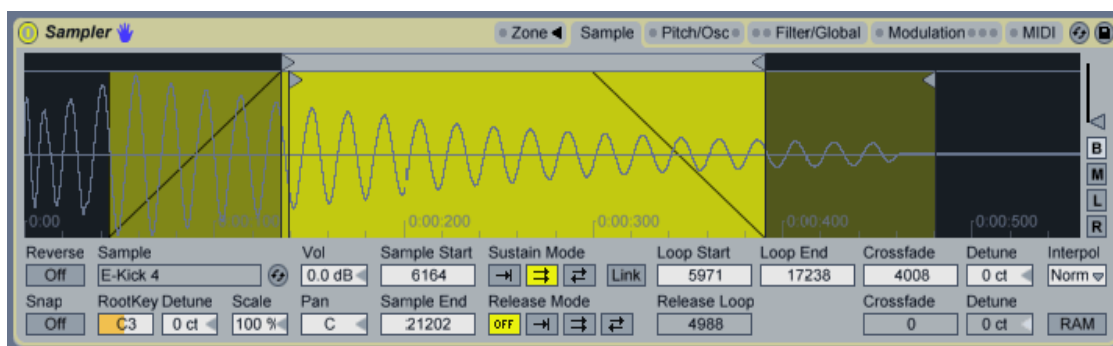 Sampler Zone Sample Pitch/Osc Filter/Global Modulation MIDI
B
M
L
R
0:00 0:00:100 0:00:200 0:00:300 0:00:400 0:00:500
Reverse Sample Vol Sample Start Sustain Mode Loop Start Loop End Crossfade Detune Interpol
Off E-Kick 4 0.0 dB 6164 Link 5971 17238 4008 0 ct Norm
Snap RootKey Detune Scale Pan Sample End Release Mode Release Loop Crossfade Detune
Off C3 0 ct 100 % C 21202 OFF 4988 0 0 ct RAM